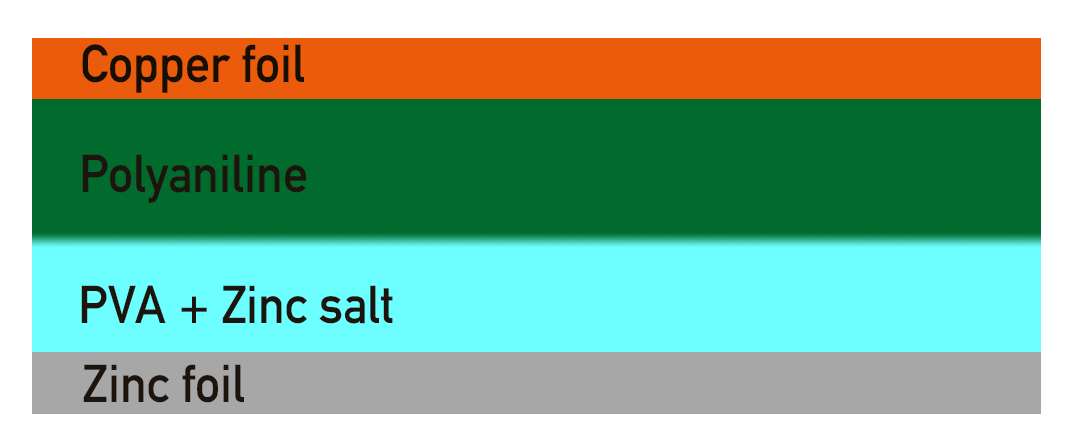 Copper foil
Polyaniline
PVA + Zinc salt
Zinc foil